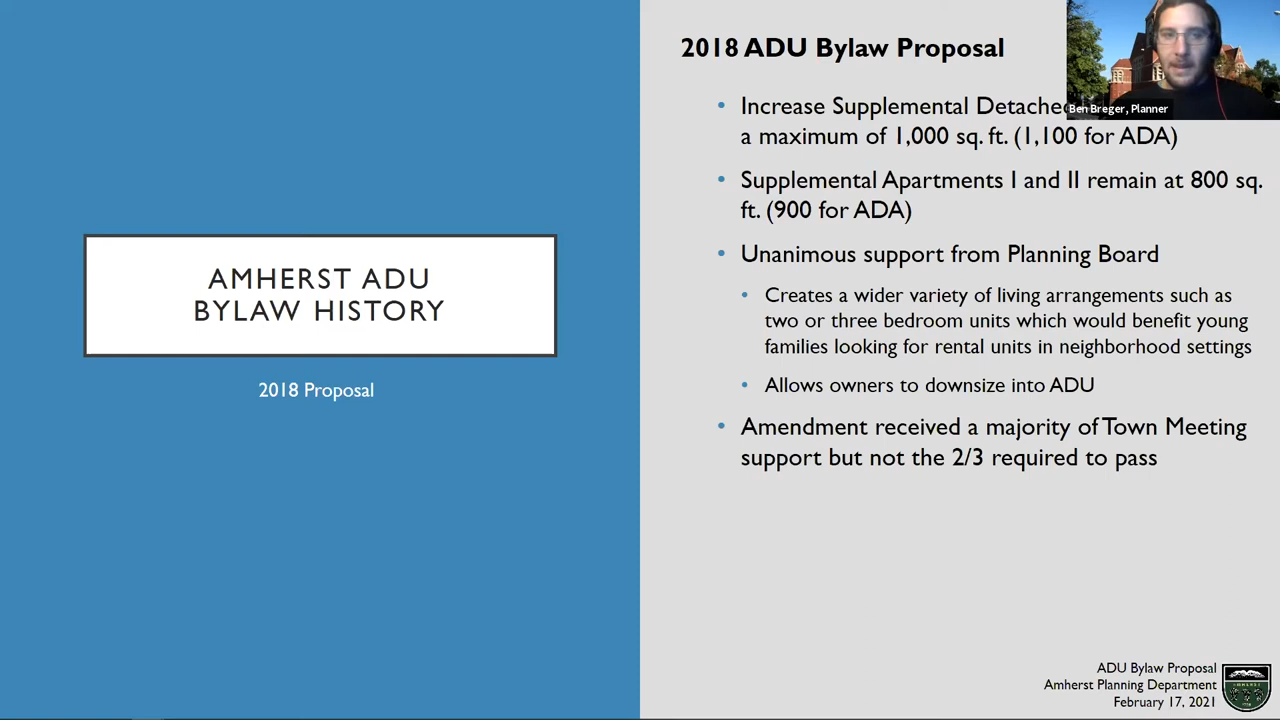 AMHERST ADU
BYLAW HISTORY
2018 Proposal
2018 ADU Bylaw Proposal
• Increase Supplemental Detached
a maximum of 1,000 sq. ft. (1,100 for ADA)
• Supplemental Apartments I and II remain at 800 sq.
ft. (900 for ADA)
• Unanimous support from Planning Board
• Creates a wider variety of living arrangements such as
two or three bedroom units which would benefit young
families looking for rental units in neighborhood settings
• Allows owners to downsize into ADU
• Amendment received a majority of Town Meeting
support but not the 2/3 required to pass
Ben Breger, Planner
ADU Bylaw Proposal
Amherst Planning Department
February 17, 2021